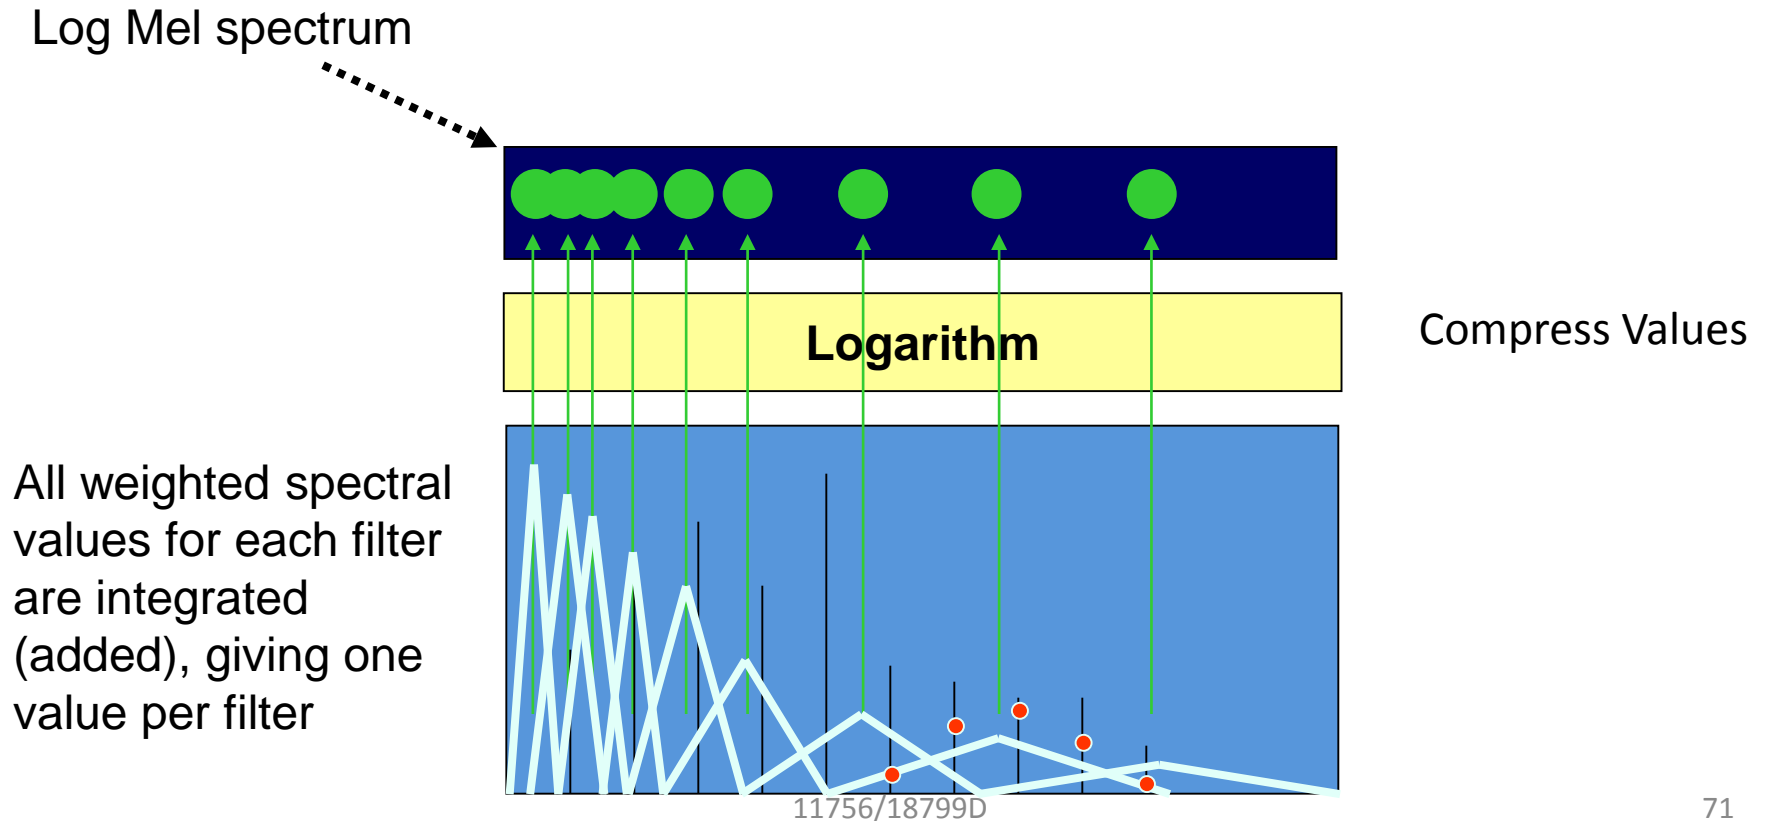 Log Mel spectrum
Logarithm
Compress Values
All weighted spectral
values for each filter
are integrated
(added), giving one
value per filter
11756/18799D
71